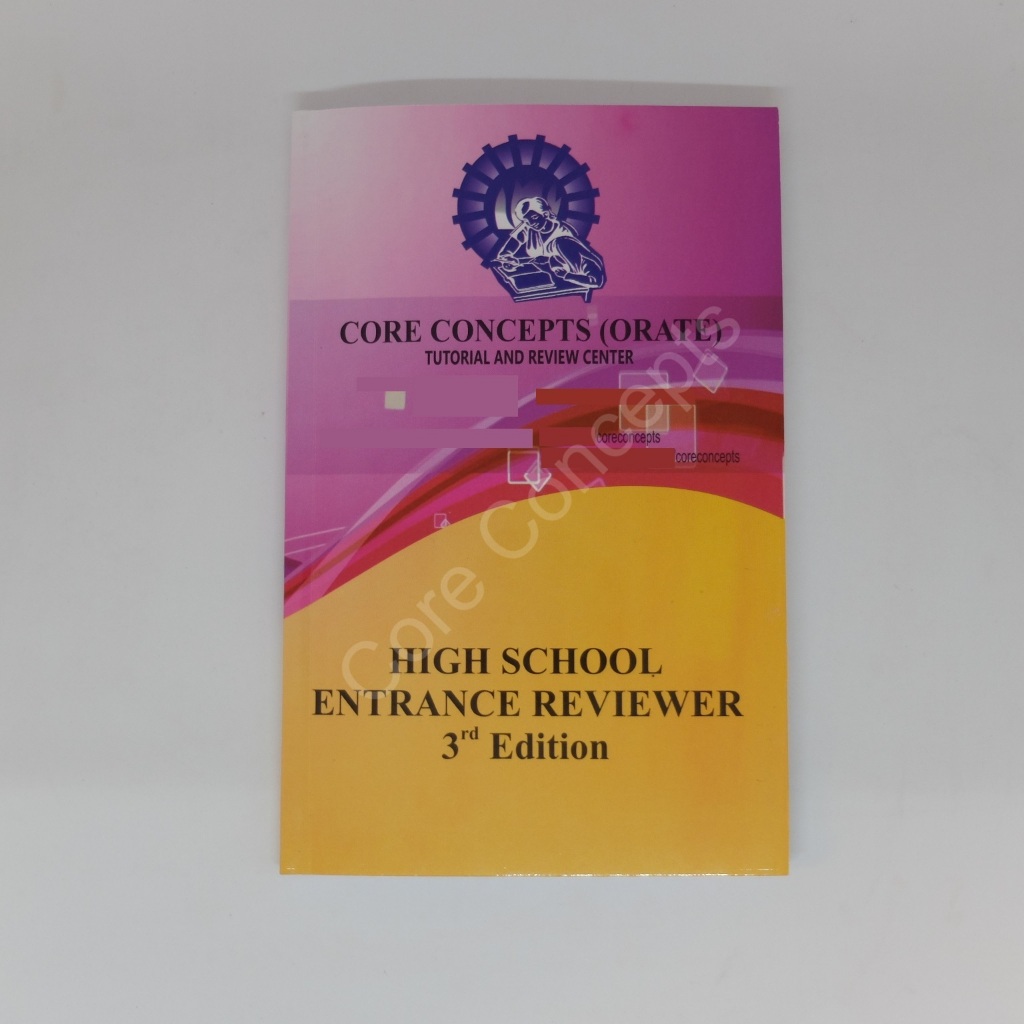 CORE CONCEPTS (ORATE)
TUTORIAL AND REVIEW CENTER
coreconcepts
coreconcepts
Core Concepts
HIGH SCHOOL
ENTRANCE REVIEWER
3rd Edition